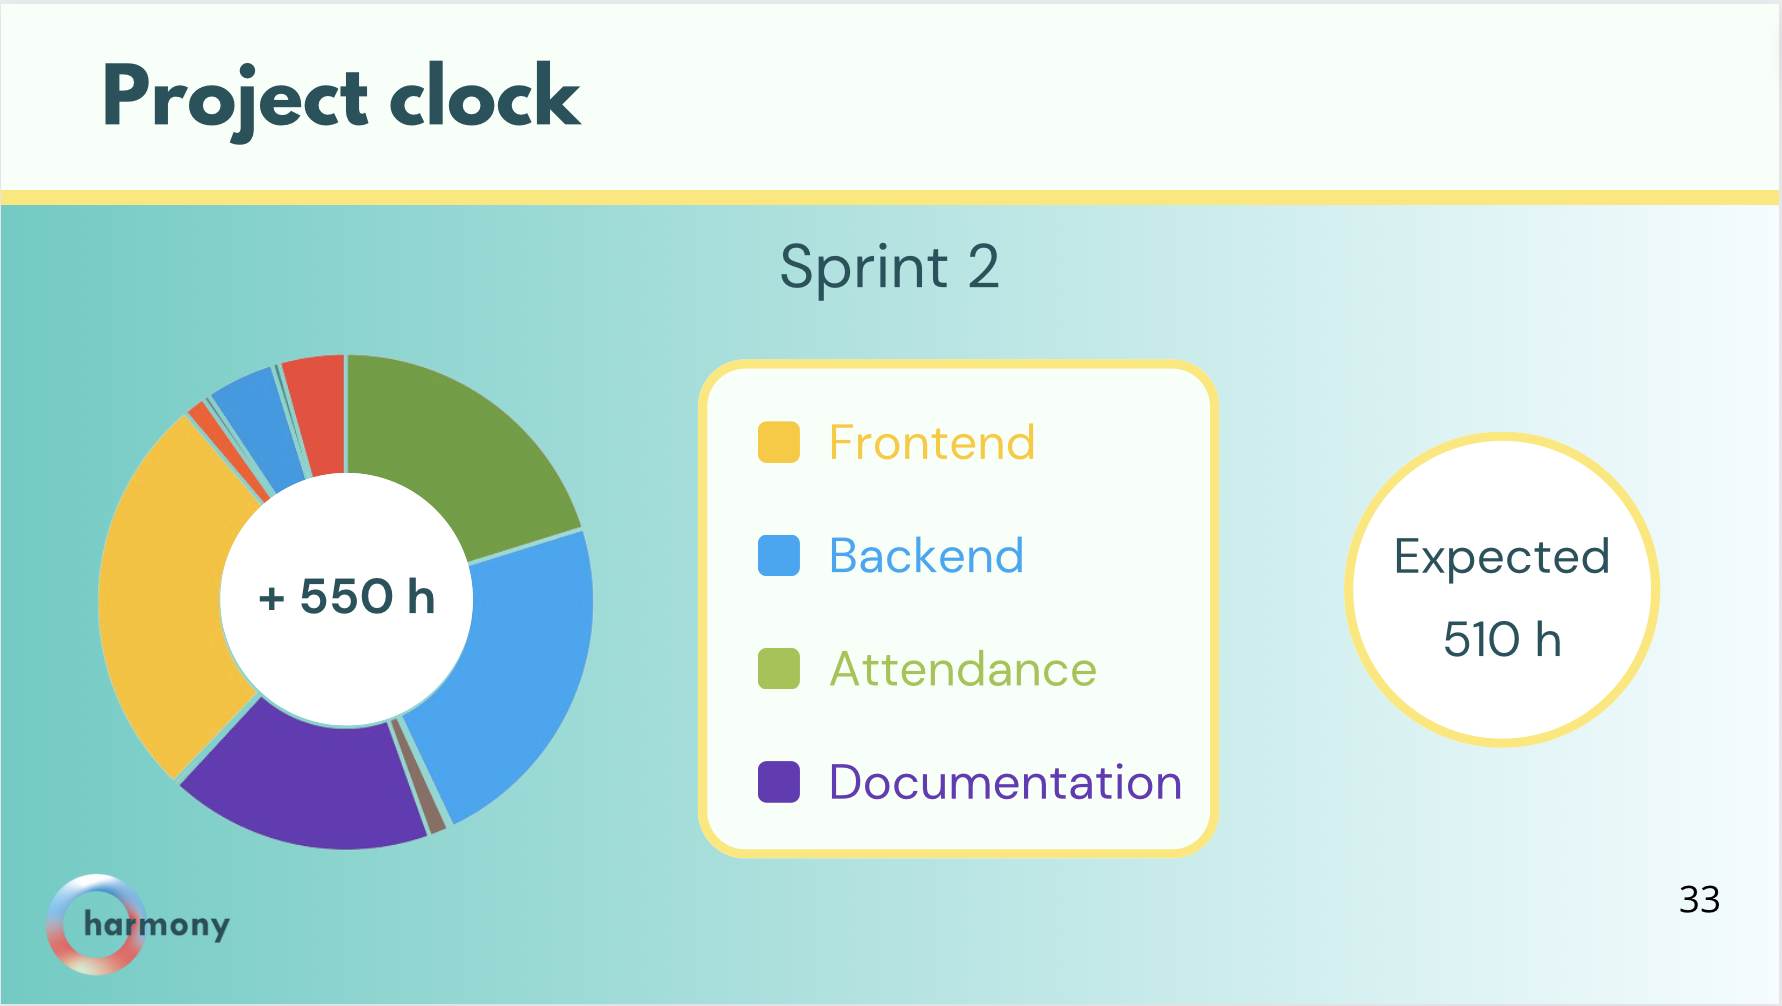 Project clock
Sprint 2
+ 550 h
Frontend
Backend
Attendance
Documentation
Expected
510 h
harmony
33